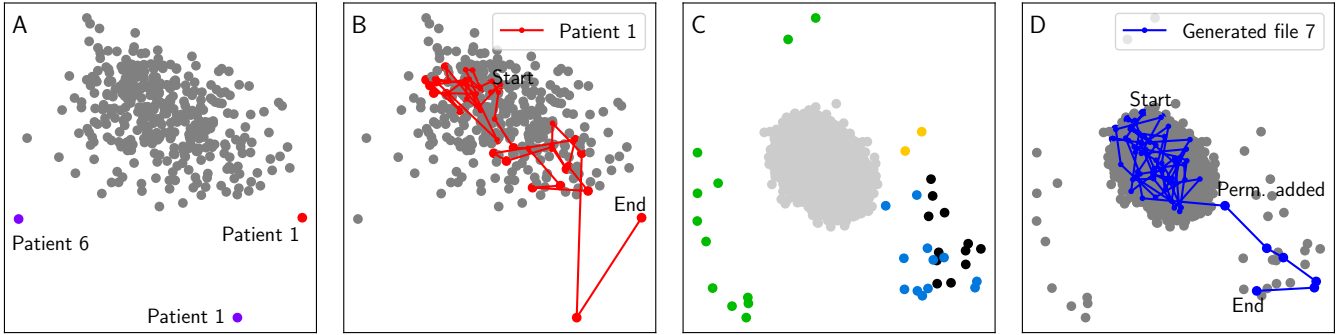 A
Patient 6
Patient 1
Patient 1
B
Patient 1
Start
End
C
D
Generated file 7
Start
Perm. added
End